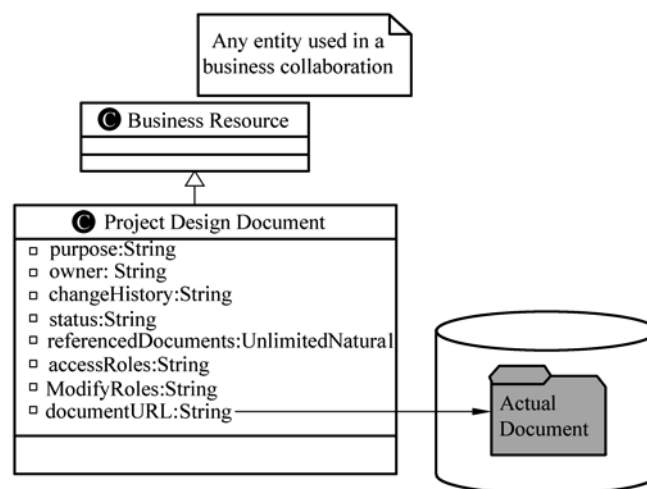 Any entity used in a
business collaboration
C Business Resource
C Project Design Document
purpose:String
owner: String
changeHistory:String
status:String
referencedDocuments:UnlimitedNatural
accessRoles:String
ModifyRoles:String
documentURL:String
Actual
Document